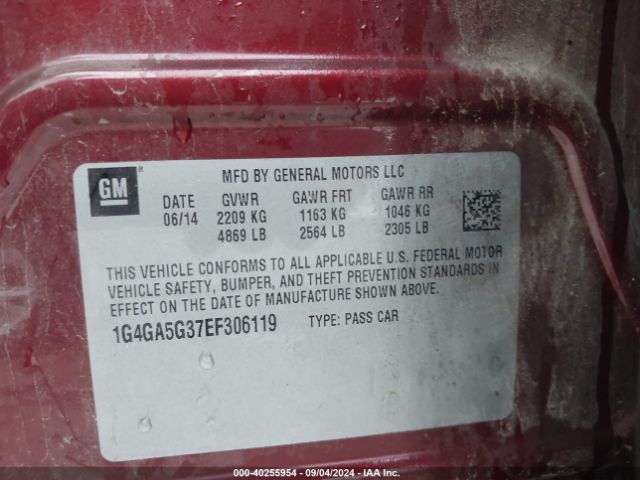 MFD BY GENERAL MOTORS LLC
GM
DATE GVWR GAWR FRT GAWR RR
06/14 2209 KG 1163 KG 1046 KG
4869 LB 2564 LB 2305 LB
THIS VEHICLE CONFORMS TO ALL APPLICABLE U.S. FEDERAL MOTOR
VEHICLE SAFETY, BUMPER, AND THEFT PREVENTION STANDARDS IN
EFFECT ON THE DATE OF MANUFACTURE SHOWN ABOVE.
1G4GA5G37EF306119 TYPE: PASS CAR
000-40255954 - 09/04/2024 - IAA Inc.